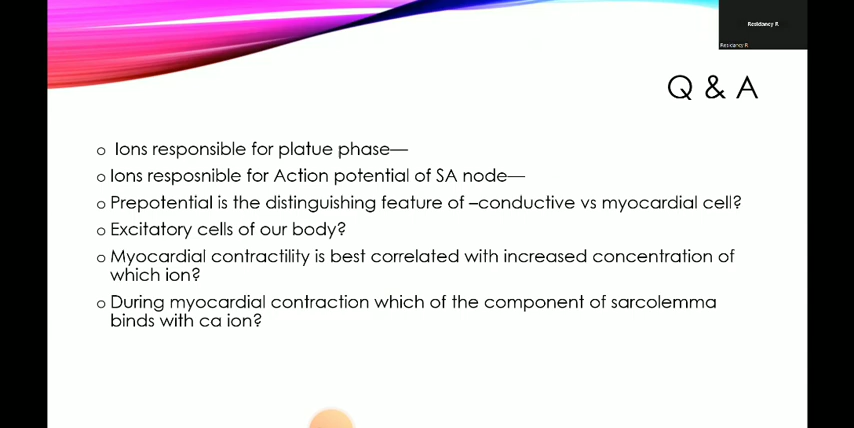 Residancy R
Residancy R
Q & A
o Ions responsible for platue phase—
o Ions resposnible for Action potential of SA node—
o Prepotential is the distinguishing feature of –conductive vs myocardial cell?
o Excitatory cells of our body?
o Myocardial contractility is best correlated with increased concentration of
which ion?
o During myocardial contraction which of the component of sarcolemma
binds with ca ion?